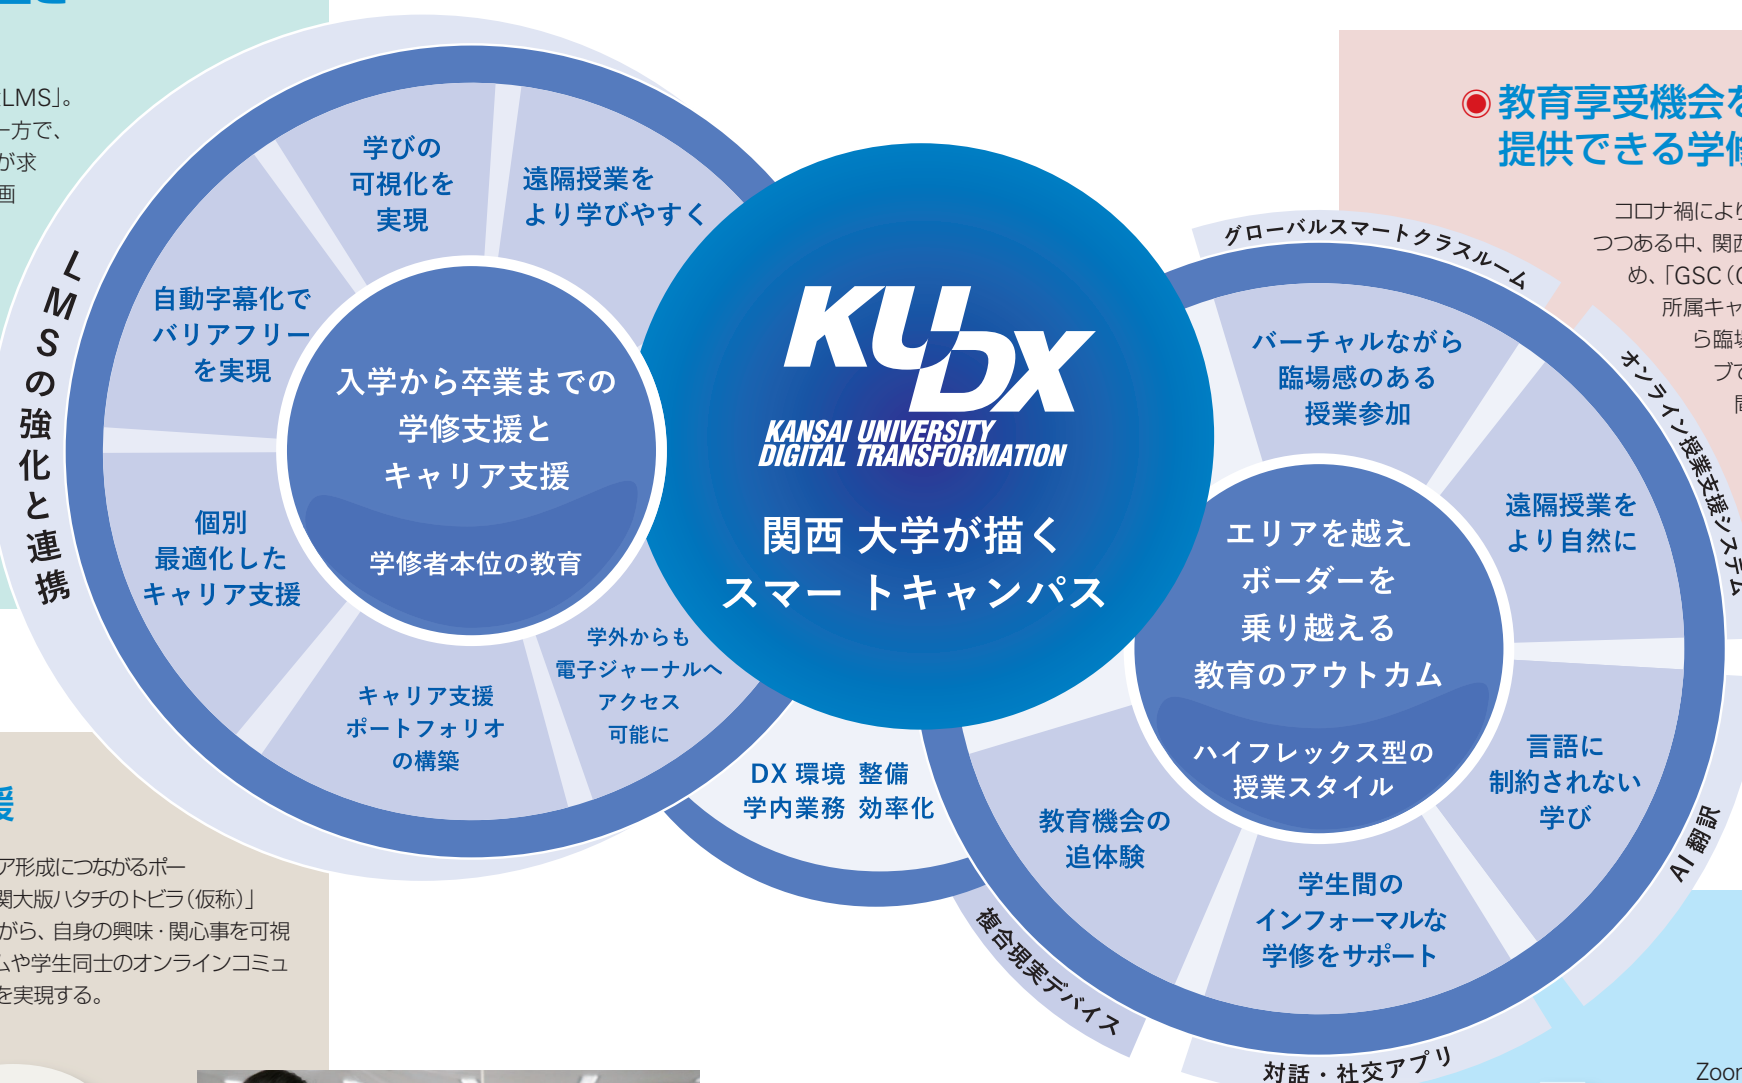 LMS」。
一方で、
が求
画
LMSの強化と連携
学びの
可視化を
実現
遠隔授業を
より学びやすく
自動字幕化で
バリアフリー
を実現
個別
最適化した
キャリア支援
キャリア支援
ポートフォリオ
の構築
学外からも
電子ジャーナルへ
アクセス
可能に
入学から卒業までの
学修支援と
キャリア支援
学修者本位の教育
KU DX
KANSAI UNIVERSITY
DIGITAL TRANSFORMATION
関西 大学が描く
スマー トキャンパス
DX 環境 整備
学内業務 効率化
グローバルスマートクラスルーム
オンライン授業支援システム
AI 翻訳
対話・社交アプリ
複合現実デバイス
バーチャルながら
臨場感のある
授業参加
遠隔授業を
より自然に
言語に
制約されない
学び
学生間の
インフォーマルな
学修をサポート
教育機会の
追体験
エリアを越え
ボーダーを
乗り越える
教育のアウトカム
ハイフレックス型の
授業スタイル
◉教育享受機会を
提供できる学修
コロナ禍により
つつある中、関西
め、「GSC（G
所属キャ
ら臨場
ブで
援
ア形成につながるポー
関大版ハタチのトビラ（仮称）」
がら、自身の興味・関心事を可視
ムや学生同士のオンラインコミュ
を実現する。
Zoom